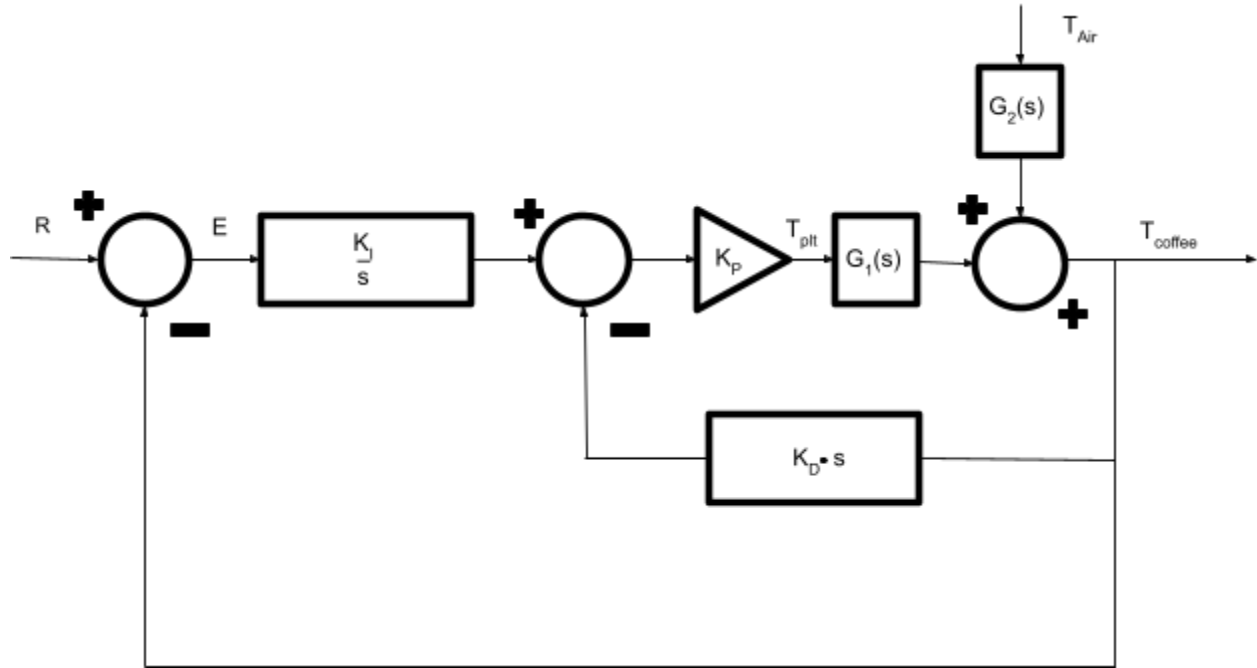 T_Air
G_2(s)
+
+
+
+
R
E
K_I
s
K_P
T_plt
G_1(s)
T_coffee
−
−
+
K_D • s